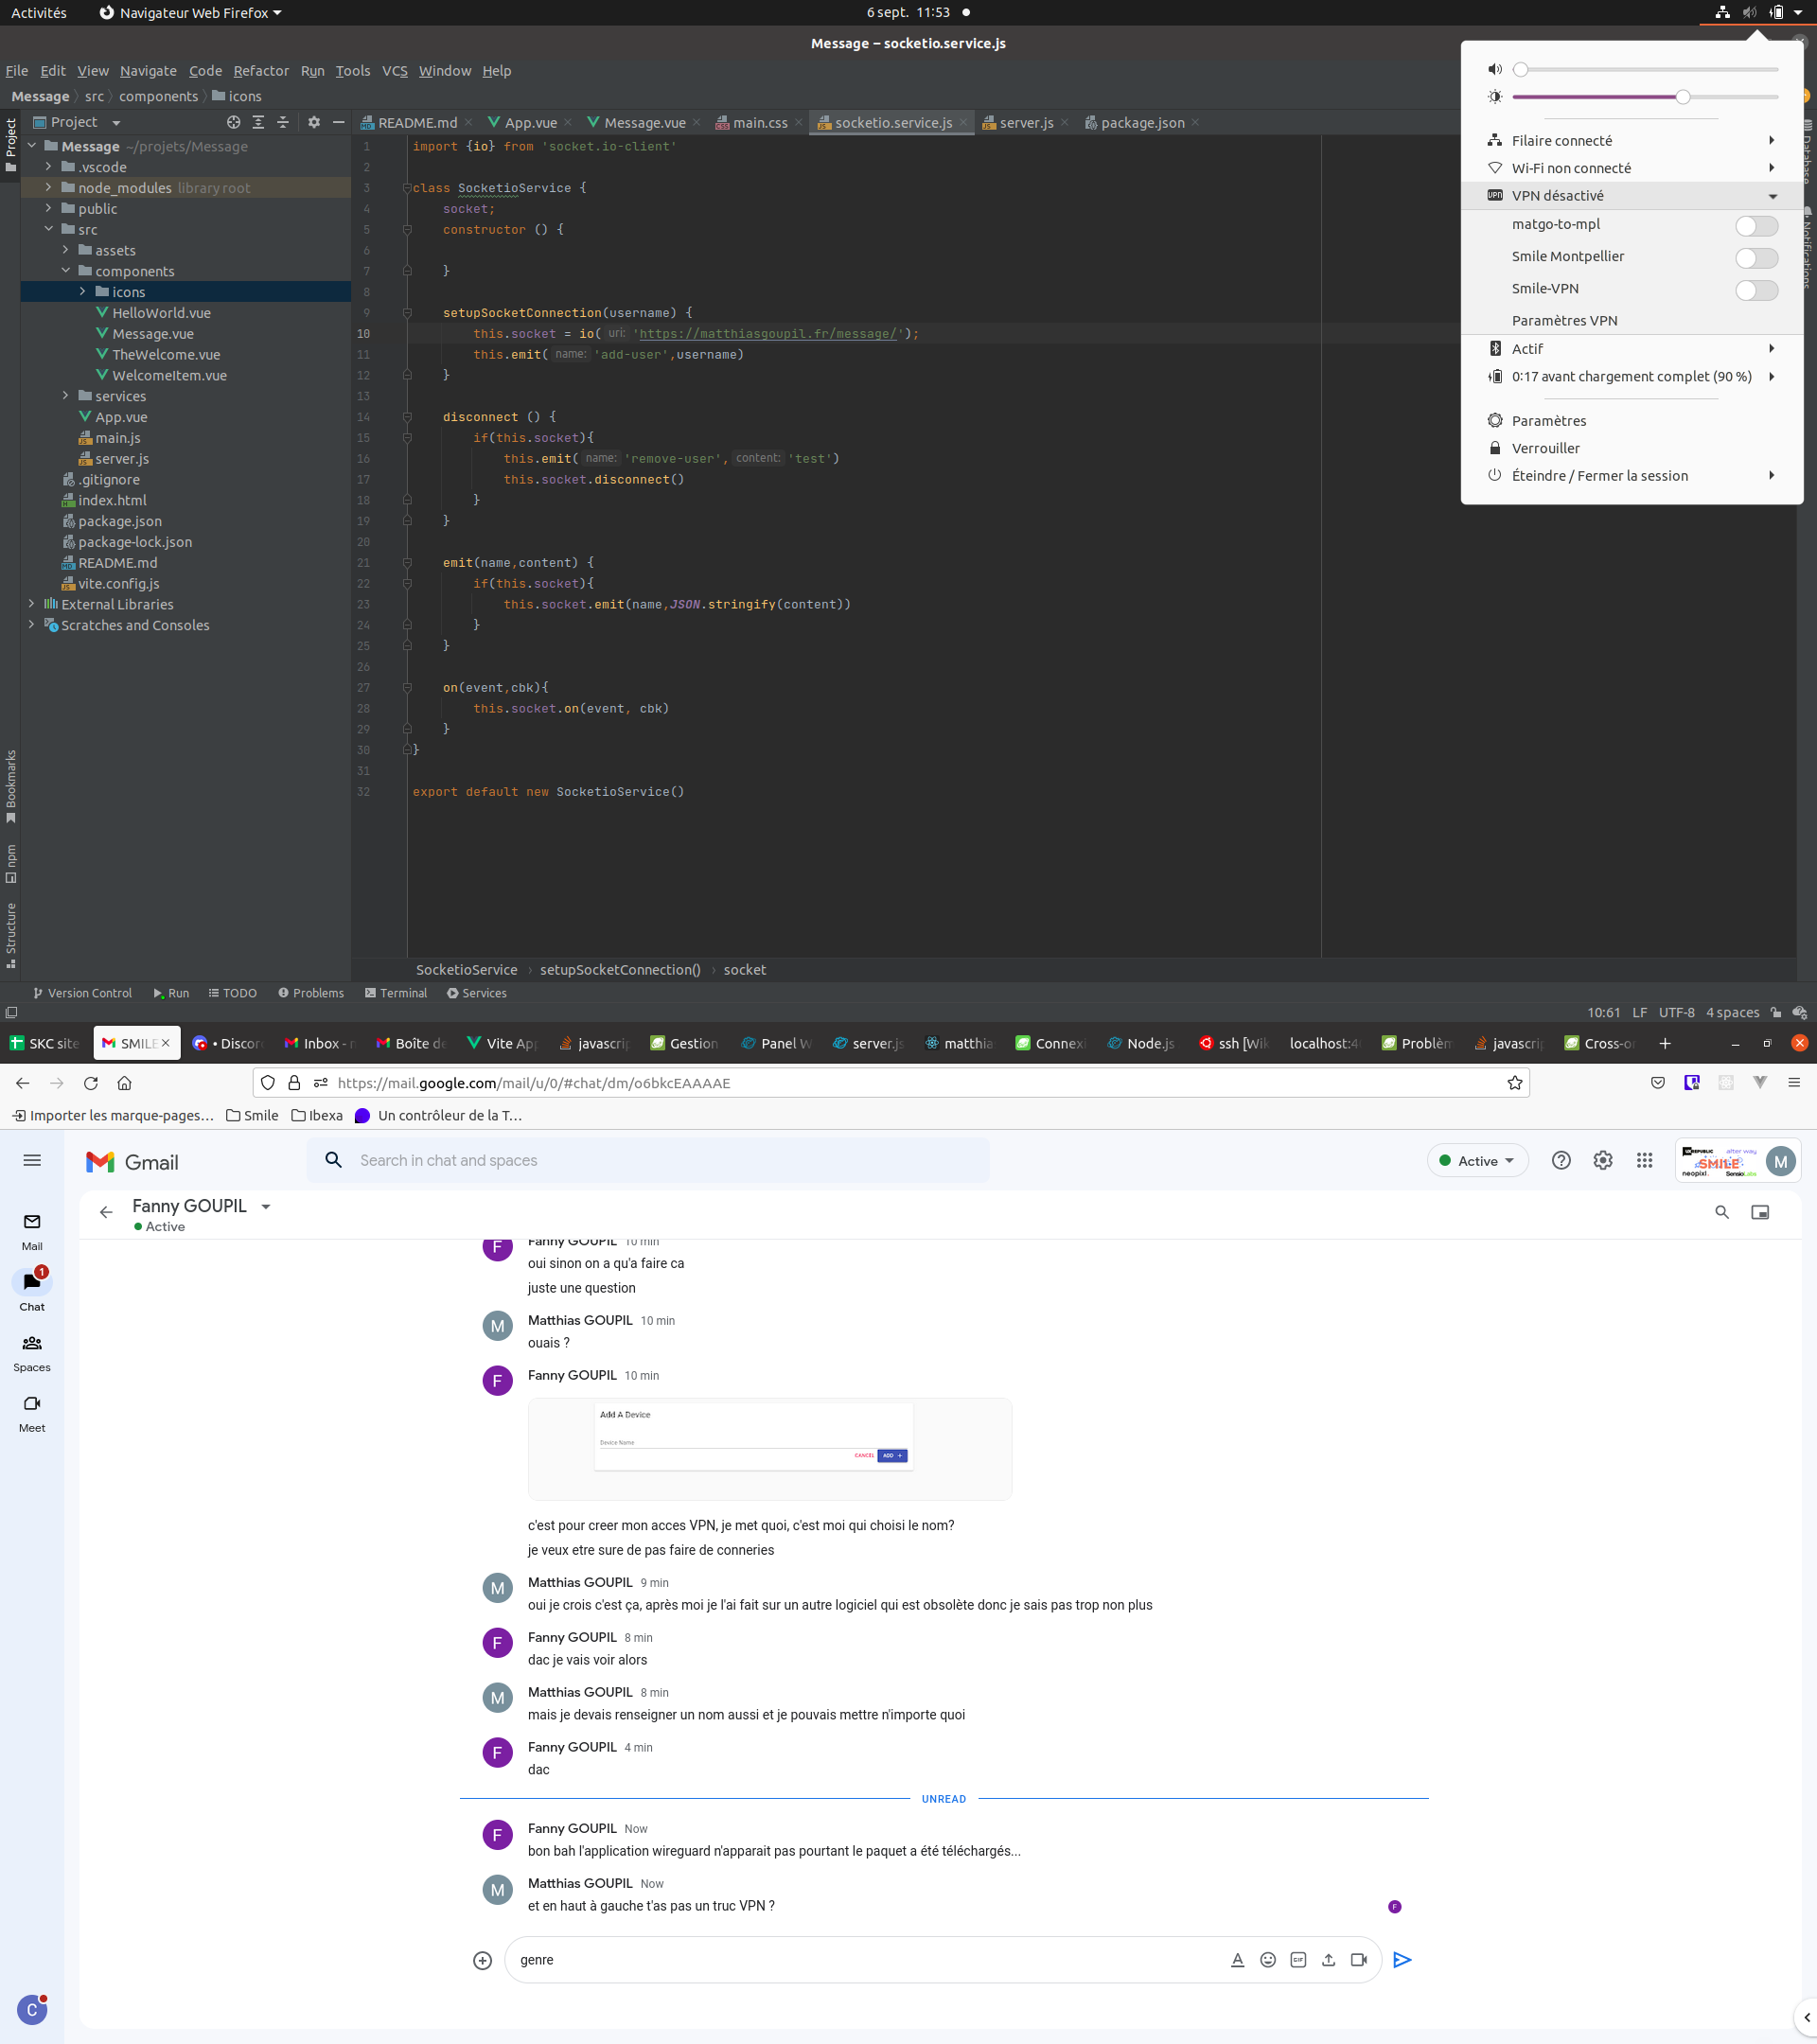 Activités
Navigateur Web Firefox
6 sept. 11:53
Message – socketio.service.js
File Edit View Navigate Code Refactor Run Tools VCS Window Help
Message src components icons
Project
README.md App.vue Message.vue main.css socketio.service.js server.js package.json
Project
Message ~/projets/Message
.vscode
node_modules library root
public
src
assets
components
icons
HelloWorld.vue
Message.vue
TheWelcome.vue
WelcomeItem.vue
services
App.vue
main.js
server.js
.gitignore
index.html
package.json
package-lock.json
README.md
vite.config.js
External Libraries
Scratches and Consoles
Bookmarks
npm
Structure
1 import {io} from 'socket.io-client'
2
3 class SocketioService {
4 socket;
5 constructor () {
6
7 }
8
9 setupSocketConnection(username) {
10 this.socket = io( uri: 'https://matthiasgoupil.fr/message/');
11 this.emit( name: 'add-user',username)
12 }
13
14 disconnect () {
15 if(this.socket){
16 this.emit( name: 'remove-user', content: 'test')
17 this.socket.disconnect()
18 }
19 }
20
21 emit(name,content) {
22 if(this.socket){
23 this.socket.emit(name,JSON.stringify(content))
24 }
25 }
26
27 on(event,cbk){
28 this.socket.on(event, cbk)
29 }
30 }
31
32 export default new SocketioService()
SocketioService › setupSocketConnection() › socket
Filaire connecté
Wi-Fi non connecté
VPN VPN désactivé
matgo-to-mpl
Smile Montpellier
Smile-VPN
Paramètres VPN
Actif
0:17 avant chargement complet (90 %)
Paramètres
Verrouiller
Éteindre / Fermer la session
Database
Notifications
Version Control Run TODO Problems Terminal Services
10:61 LF UTF-8 4 spaces
SKC site SMILE • Discor Inbox - Boîte de Vite Ap javascrip Gestion Panel W server.js matthia Connexi Node.js ssh [Wik localhost:4 Problèm javascri Cross-o
https://mail.google.com/mail/u/0/#chat/dm/o6bkcEAAAAE
Importer les marque-pages… Smile Ibexa Un contrôleur de la T…
Gmail
Search in chat and spaces
Active
SMILE
alter way
neopixl.
SensioLabs
M
Fanny GOUPIL
Active
Mail
1
Chat
Spaces
Meet
C
F
Fanny GOUPIL 10 min
oui sinon on a qu'a faire ca
juste une question
M
Matthias GOUPIL 10 min
ouais ?
F
Fanny GOUPIL 10 min
Add A Device
Device Name
CANCEL ADD +
c'est pour creer mon acces VPN, je met quoi, c'est moi qui choisi le nom?
je veux etre sure de pas faire de conneries
M
Matthias GOUPIL 9 min
oui je crois c'est ça, après moi je l'ai fait sur un autre logiciel qui est obsolète donc je sais pas trop non plus
F
Fanny GOUPIL 8 min
dac je vais voir alors
M
Matthias GOUPIL 8 min
mais je devais renseigner un nom aussi et je pouvais mettre n'importe quoi
F
Fanny GOUPIL 4 min
dac
UNREAD
F
Fanny GOUPIL Now
bon bah l'application wireguard n'apparait pas pourtant le paquet a été téléchargés...
M
Matthias GOUPIL Now
et en haut à gauche t'as pas un truc VPN ?
F
genre
GIF